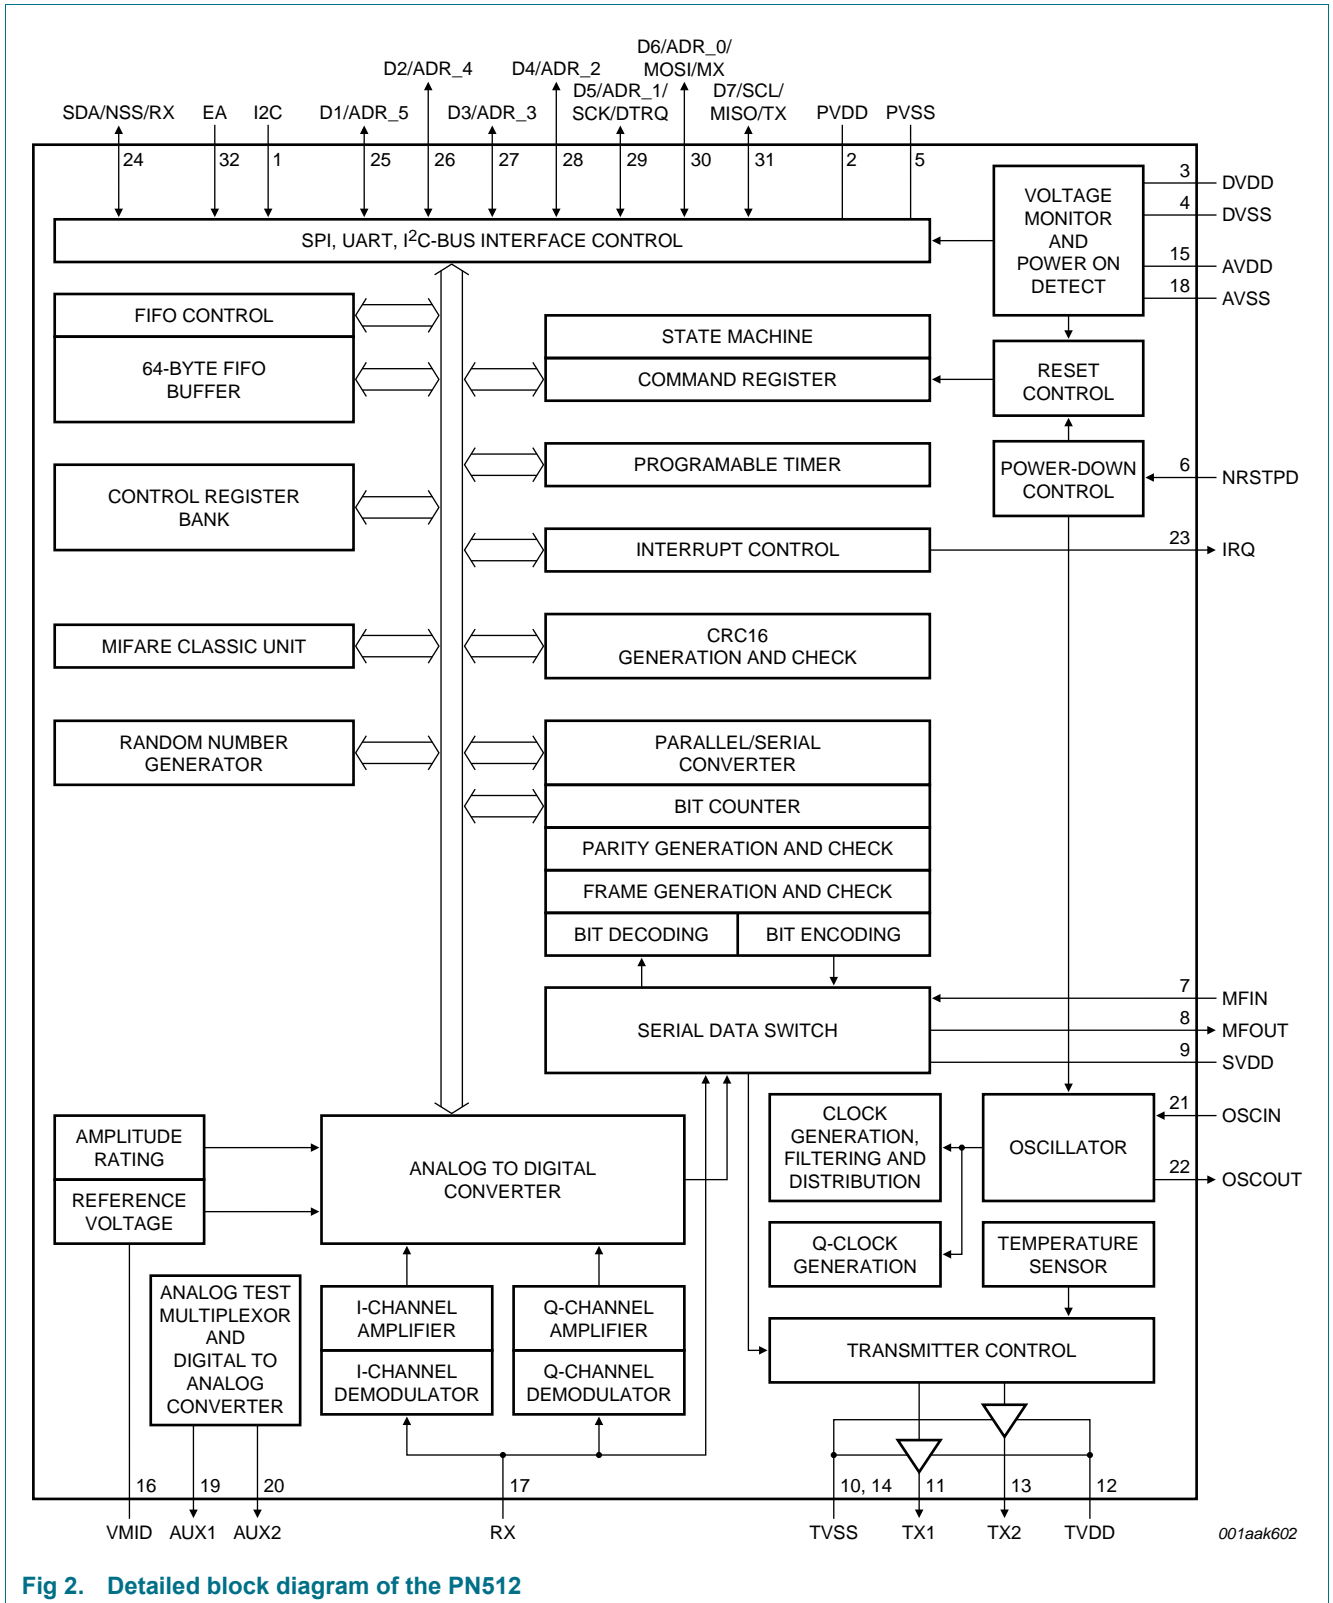 D6/ADR_0/
MOSI/MX
D2/ADR_4
D4/ADR_2
D5/ADR_1/
SCK/DTRQ
D7/SCL/
MISO/TX
SDA/NSS/RX
EA
I2C
D1/ADR_5
D3/ADR_3
PVDD
PVSS
24
32
1
25
26
27
28
29
30
31
2
5
3
DVDD
4
DVSS
15
AVDD
18
AVSS
VOLTAGE
MONITOR
AND
POWER ON
DETECT
SPI, UART, I²C-BUS INTERFACE CONTROL
FIFO CONTROL
64-BYTE FIFO
BUFFER
STATE MACHINE
COMMAND REGISTER
RESET
CONTROL
CONTROL REGISTER
BANK
PROGRAMABLE TIMER
POWER-DOWN
CONTROL
6
NRSTPD
INTERRUPT CONTROL
23
IRQ
MIFARE CLASSIC UNIT
CRC16
GENERATION AND CHECK
RANDOM NUMBER
GENERATOR
PARALLEL/SERIAL
CONVERTER
BIT COUNTER
PARITY GENERATION AND CHECK
FRAME GENERATION AND CHECK
BIT DECODING
BIT ENCODING
SERIAL DATA SWITCH
7
MFIN
8
MFOUT
9
SVDD
AMPLITUDE
RATING
REFERENCE
VOLTAGE
ANALOG TO DIGITAL
CONVERTER
CLOCK
GENERATION,
FILTERING AND
DISTRIBUTION
OSCILLATOR
21
OSCIN
22
OSCOUT
Q-CLOCK
GENERATION
TEMPERATURE
SENSOR
ANALOG TEST
MULTIPLEXOR
AND
DIGITAL TO
ANALOG
CONVERTER
I-CHANNEL
AMPLIFIER
I-CHANNEL
DEMODULATOR
Q-CHANNEL
AMPLIFIER
Q-CHANNEL
DEMODULATOR
TRANSMITTER CONTROL
16
19
20
17
10, 14
11
13
12
VMID
AUX1
AUX2
RX
TVSS
TX1
TX2
TVDD
001aak602
Fig 2. Detailed block diagram of the PN512